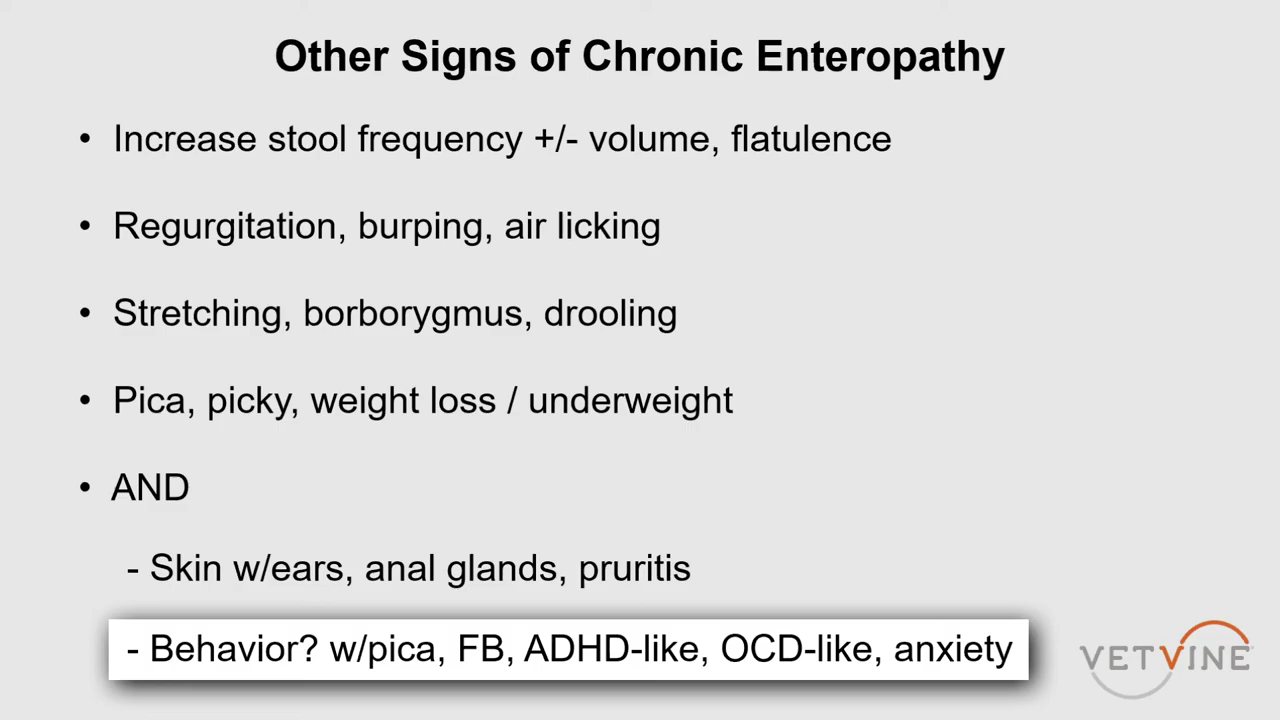 Other Signs of Chronic Enteropathy
• Increase stool frequency +/- volume, flatulence
• Regurgitation, burping, air licking
• Stretching, borborygmus, drooling
• Pica, picky, weight loss / underweight
• AND
- Skin w/ears, anal glands, pruritis
- Behavior? w/pica, FB, ADHD-like, OCD-like, anxiety
VETVINE